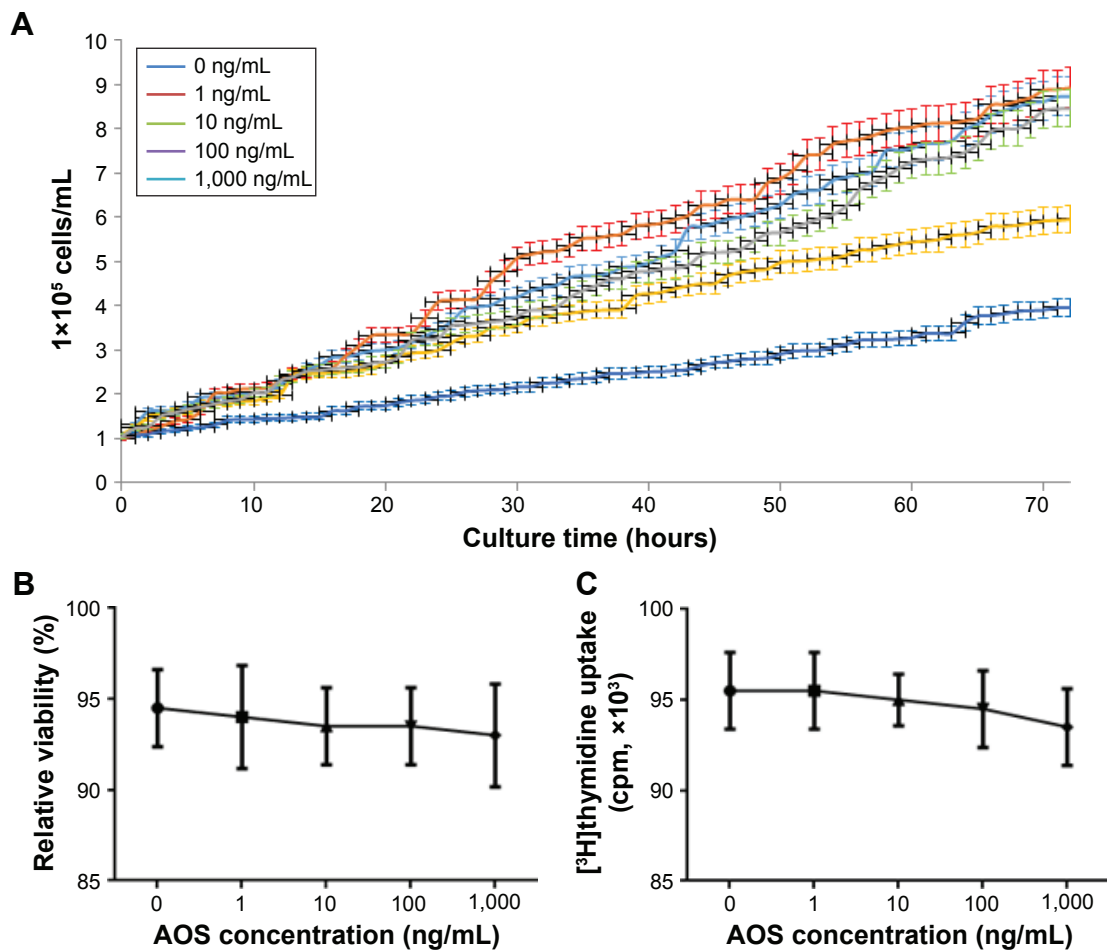 A
10
9
8
7
6
5
4
3
2
1
0
1×10⁵ cells/mL
0 ng/mL
1 ng/mL
10 ng/mL
100 ng/mL
1,000 ng/mL
0 10 20 30 40 50 60 70
Culture time (hours)
B
100
95
90
85
Relative viability (%)
0 1 10 100 1,000
AOS concentration (ng/mL)
C
100
95
90
85
[³H]thymidine uptake
(cpm, ×10³)
0 1 10 100 1,000
AOS concentration (ng/mL)